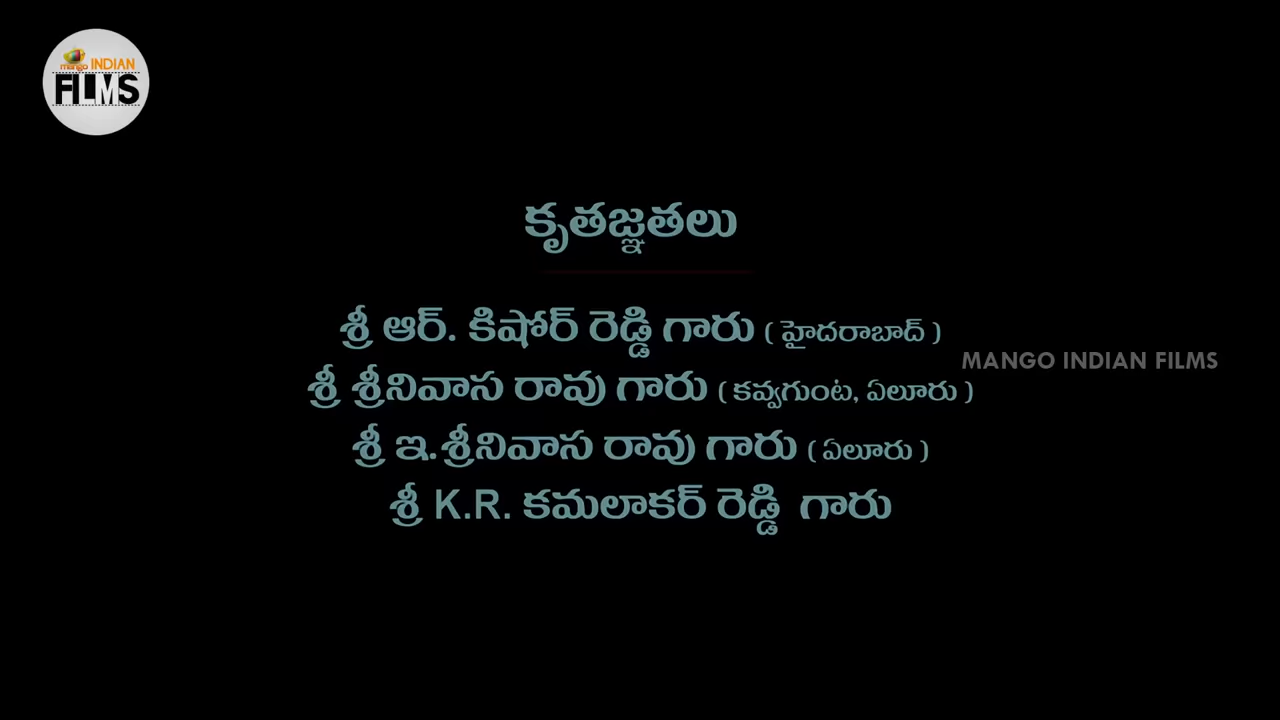 mango INDIAN
FILMS
కృతజ్ఞతలు
శ్రీ ఆర్. కిషోర్ రెడ్డి గారు ( హైదరాబాద్ )
MANGO INDIAN FILMS
శ్రీ శ్రీనివాస రావు గారు ( కవ్వగుంట, ఏలూరు )
శ్రీ ఇ.శ్రీనివాస రావు గారు ( ఏలూరు )
శ్రీ K.R. కమలాకర్ రెడ్డి గారు